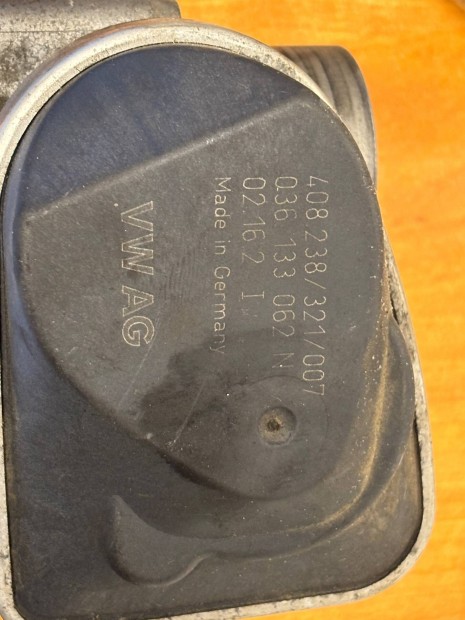 408 238/321/007
036 133 062 N
02 16 2 I
Made in Germany
VW AG